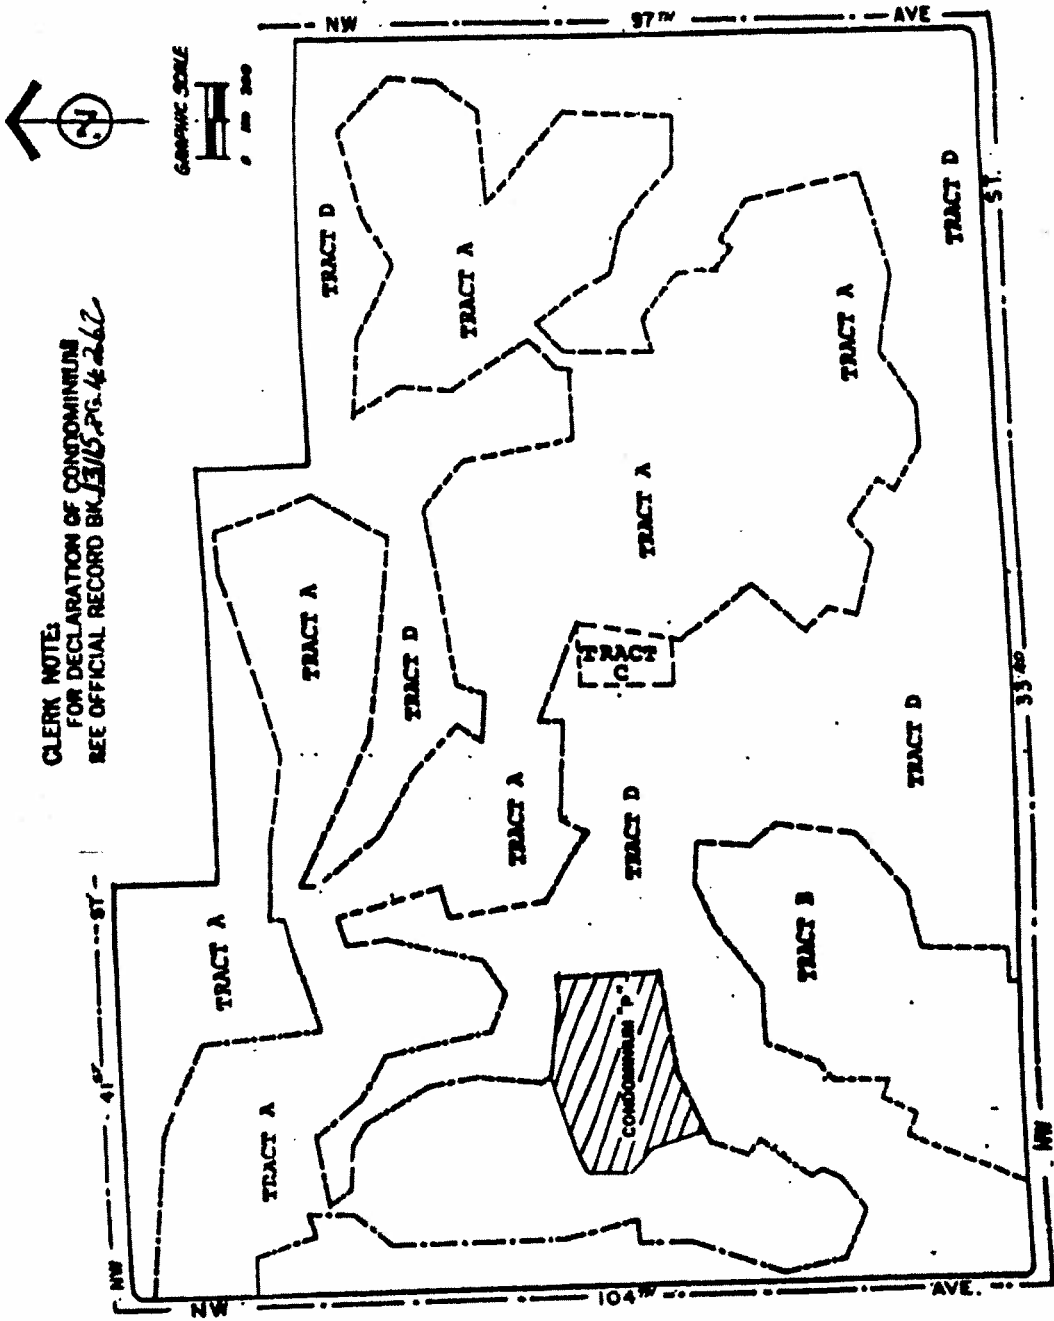 CLERK NOTE:
FOR DECLARATION OF CONDOMINIUM
SEE OFFICIAL RECORD BK. 13115 PG. 4262
GRAPHIC SCALE
NW 97TH AVE
NW 41ST ST
NW 33RD ST.
NW 104TH AVE.
TRACT D
TRACT A
TRACT A
TRACT D
TRACT A
TRACT D
TRACT A
TRACT A
TRACT A
TRACT A
TRACT C
TRACT D
TRACT D
TRACT B
TRACT A
CONDOMINIUM "P"